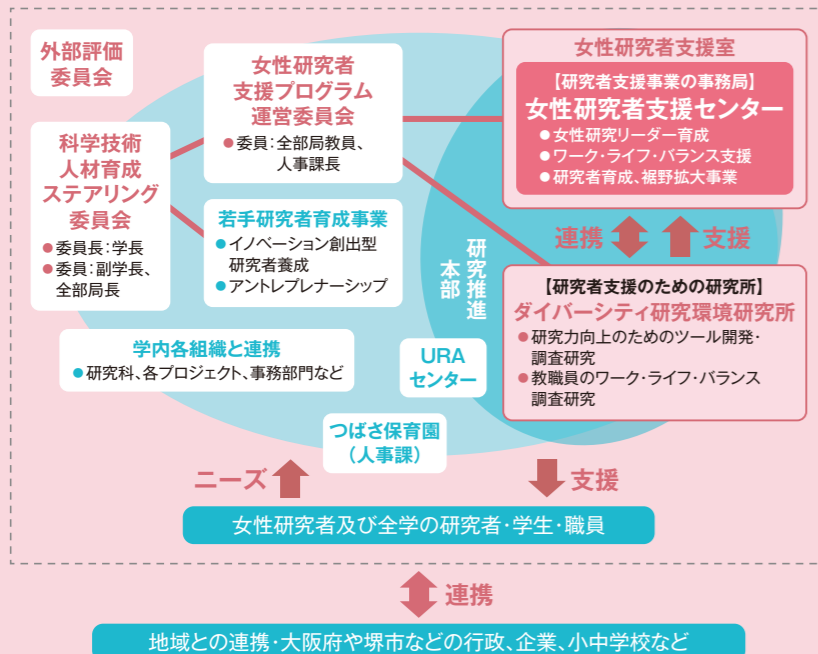 外部評価
委員会
科学技術
人材育成
ステアリング
委員会
●委員長：学長
●委員：副学長、
全部局長
女性研究者
支援プログラム
運営委員会
●委員：全部局教員、
人事課長
若手研究者育成事業
●イノベーション創出型
研究者養成
●アントレプレナーシップ
学内各組織と連携
●研究科、各プロジェクト、事務部門など
研究推進
本部
URA
センター
つばさ保育園
（人事課）
女性研究者支援室
【研究者支援事業の事務局】
女性研究者支援センター
●女性研究リーダー育成
●ワーク・ライフ・バランス支援
●研究者育成、裾野拡大事業
連携
支援
【研究者支援のための研究所】
ダイバーシティ研究環境研究所
●研究力向上のためのツール開発・
調査研究
●教職員のワーク・ライフ・バランス
調査研究
ニーズ
支援
女性研究者及び全学の研究者・学生・職員
連携
地域との連携・大阪府や堺市などの行政、企業、小中学校など